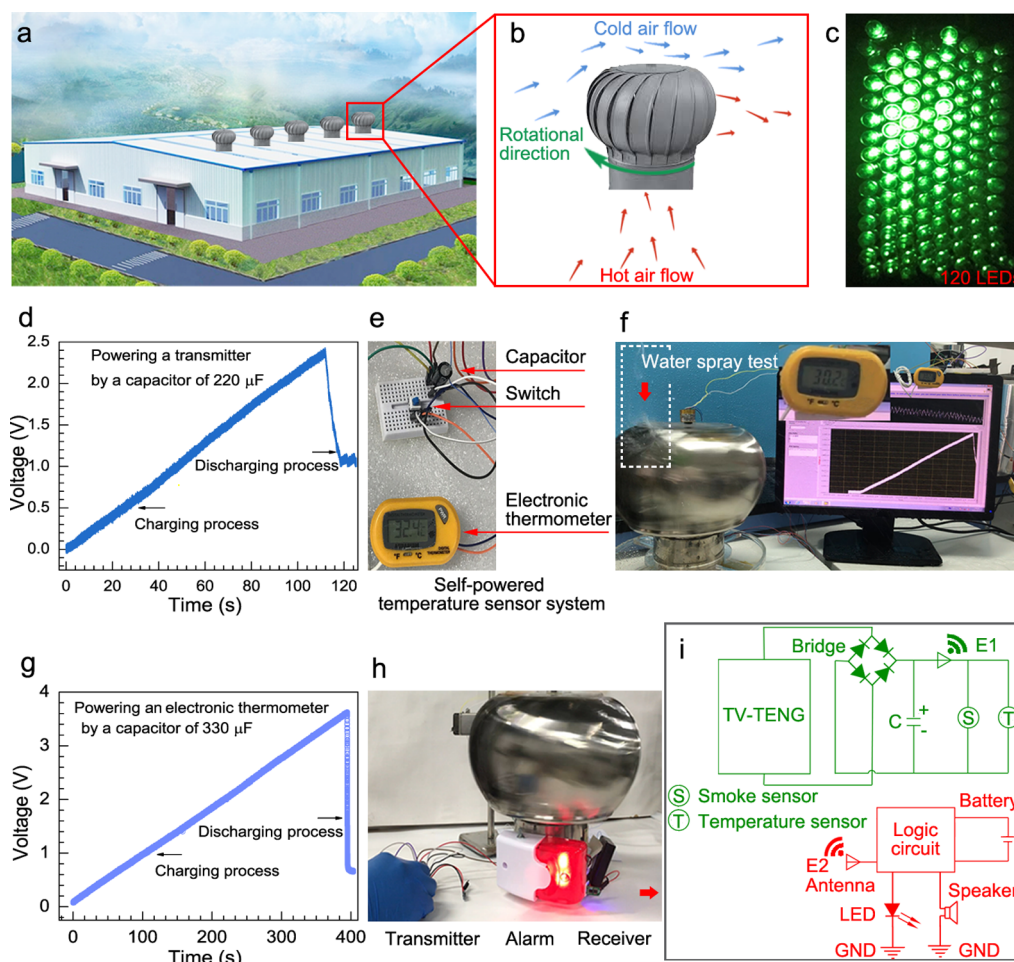 a
b
Cold air flow
Rotational
direction
Hot air flow
c
120 LEDs
d
Powering a transmitter
by a capacitor of 220 μF
Discharging process
Charging process
Voltage (V)
2.5
2.0
1.5
1.0
0.5
0.0
0 20 40 60 80 100 120
Time (s)
e
Capacitor
Switch
Electronic
thermometer
Self-powered
temperature sensor system
f
Water spray test
g
Powering an electronic thermometer
by a capacitor of 330 μF
Discharging process
Charging process
Voltage (V)
4
3
2
1
0
0 100 200 300 400
Time (s)
h
Transmitter Alarm Receiver
i
Bridge
E1
TV-TENG
C
+
-
S
T
S Smoke sensor
T Temperature sensor
Battery
Logic
circuit
E2
Antenna
Speaker
LED
GND
GND